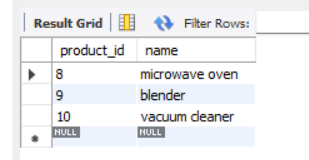 Result Grid Filter Rows:
product_id name
8 microwave oven
9 blender
10 vacuum cleaner
NULL NULL